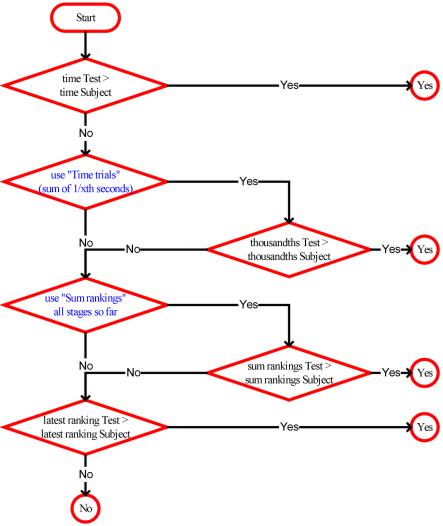 Start
time Test >
time Subject
Yes
Yes
No
use "Time trials"
(sum of 1/xth seconds)
Yes
No
No
thousandths Test >
thousandths Subject
Yes
Yes
use "Sum rankings"
all stages so far
Yes
No
No
sum rankings Test >
sum rankings Subject
Yes
Yes
latest ranking Test >
latest ranking Subject
Yes
Yes
No
No